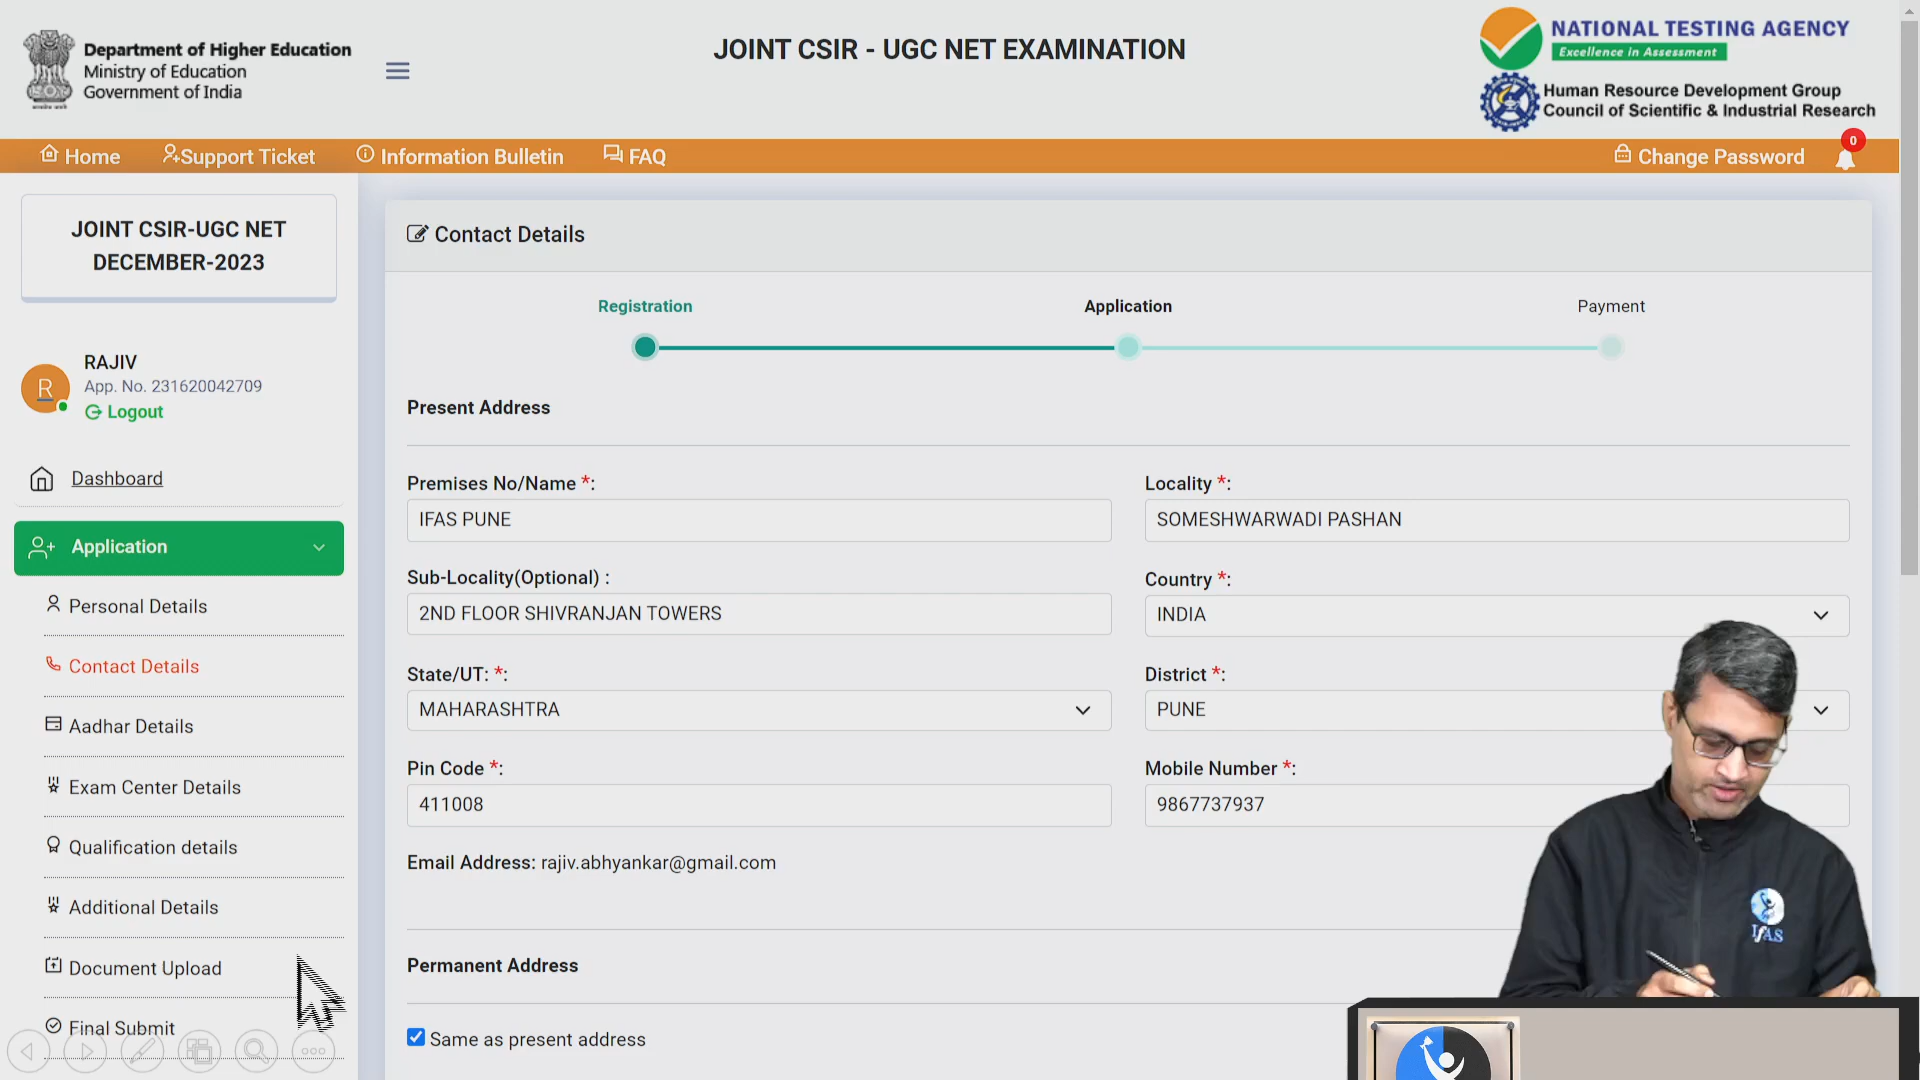 Department of Higher Education
Ministry of Education
Government of India
JOINT CSIR - UGC NET EXAMINATION
NATIONAL TESTING AGENCY
Excellence in Assessment
Human Resource Development Group
Council of Scientific & Industrial Research
Home
Support Ticket
Information Bulletin
FAQ
Change Password
0
JOINT CSIR-UGC NET
DECEMBER-2023
R
RAJIV
App. No. 231620042709
Logout
Dashboard
Application
Personal Details
Contact Details
Aadhar Details
Exam Center Details
Qualification details
Additional Details
Document Upload
Final Submit
Contact Details
Registration
Application
Payment
Present Address
Premises No/Name *:
IFAS PUNE
Locality *:
SOMESHWARWADI PASHAN
Sub-Locality(Optional) :
2ND FLOOR SHIVRANJAN TOWERS
Country *:
INDIA
State/UT: *:
MAHARASHTRA
District *:
PUNE
Pin Code *:
411008
Mobile Number *:
9867737937
Email Address: rajiv.abhyankar@gmail.com
Permanent Address
Same as present address
IFAS